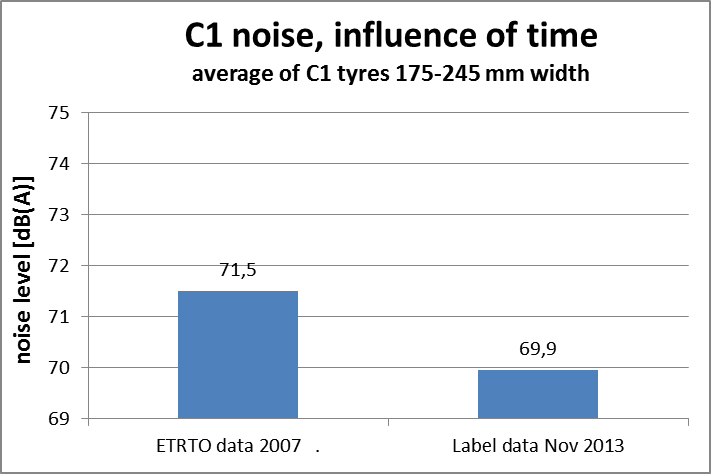 C1 noise, influence of time
average of C1 tyres 175-245 mm width
noise level [dB(A)]
75
74
73
72
71
70
69
71,5
69,9
ETRTO data 2007 .
Label data Nov 2013